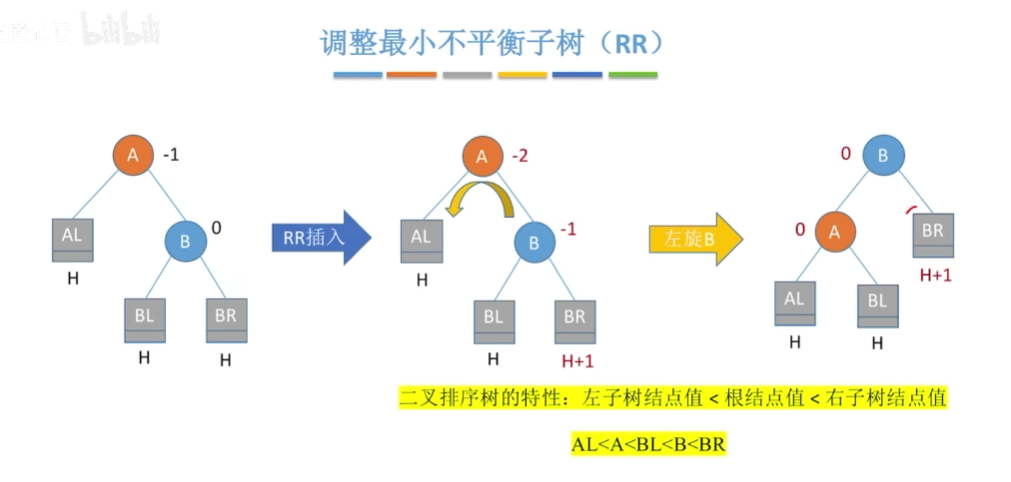 bilibili
调整最小不平衡子树（RR）
A -1
AL
H
B 0
BL
H
BR
H
RR插入
A -2
AL
H
B -1
BL
H
BR
H+1
左旋B
0 B
0 A
BR
H+1
AL
H
BL
H
二叉排序树的特性：左子树结点值 < 根结点值 < 右子树结点值
AL<A<BL<B<BR